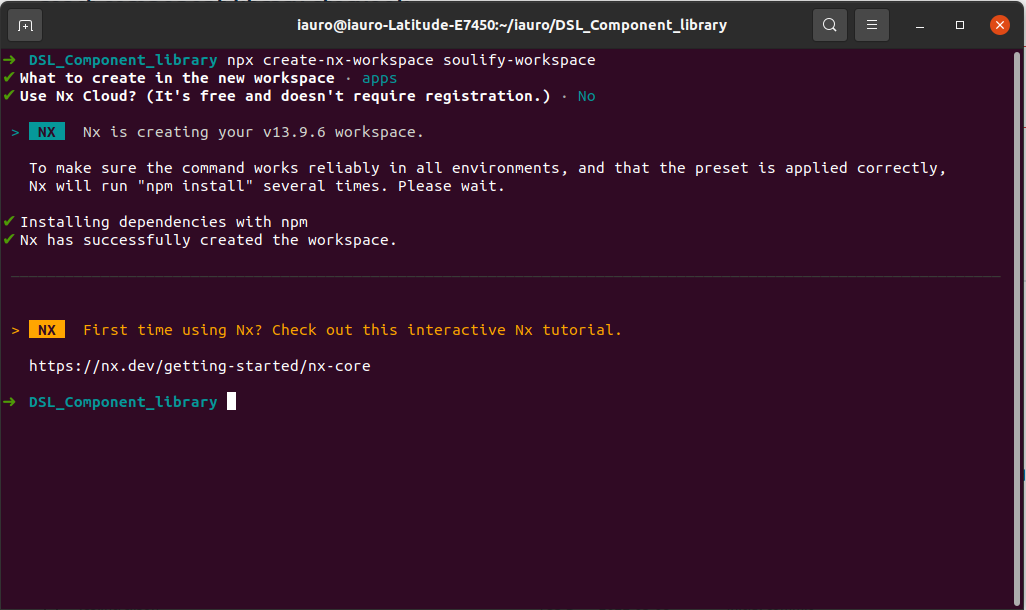 iauro@iauro-Latitude-E7450:~/iauro/DSL_Component_library
➜ DSL_Component_library npx create-nx-workspace soulify-workspace
✔ What to create in the new workspace · apps
✔ Use Nx Cloud? (It's free and doesn't require registration.) · No
> NX Nx is creating your v13.9.6 workspace.
To make sure the command works reliably in all environments, and that the preset is applied correctly,
Nx will run "npm install" several times. Please wait.
✔ Installing dependencies with npm
✔ Nx has successfully created the workspace.
> NX First time using Nx? Check out this interactive Nx tutorial.
https://nx.dev/getting-started/nx-core
➜ DSL_Component_library